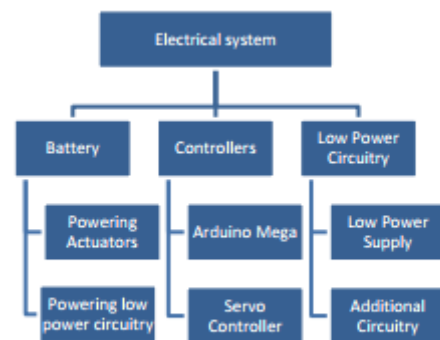 Electrical system
Battery
Controllers
Low Power
Circuitry
Powering
Actuators
Arduino Mega
Low Power
Supply
Powering low
power circuitry
Servo
Controller
Additional
Circuitry